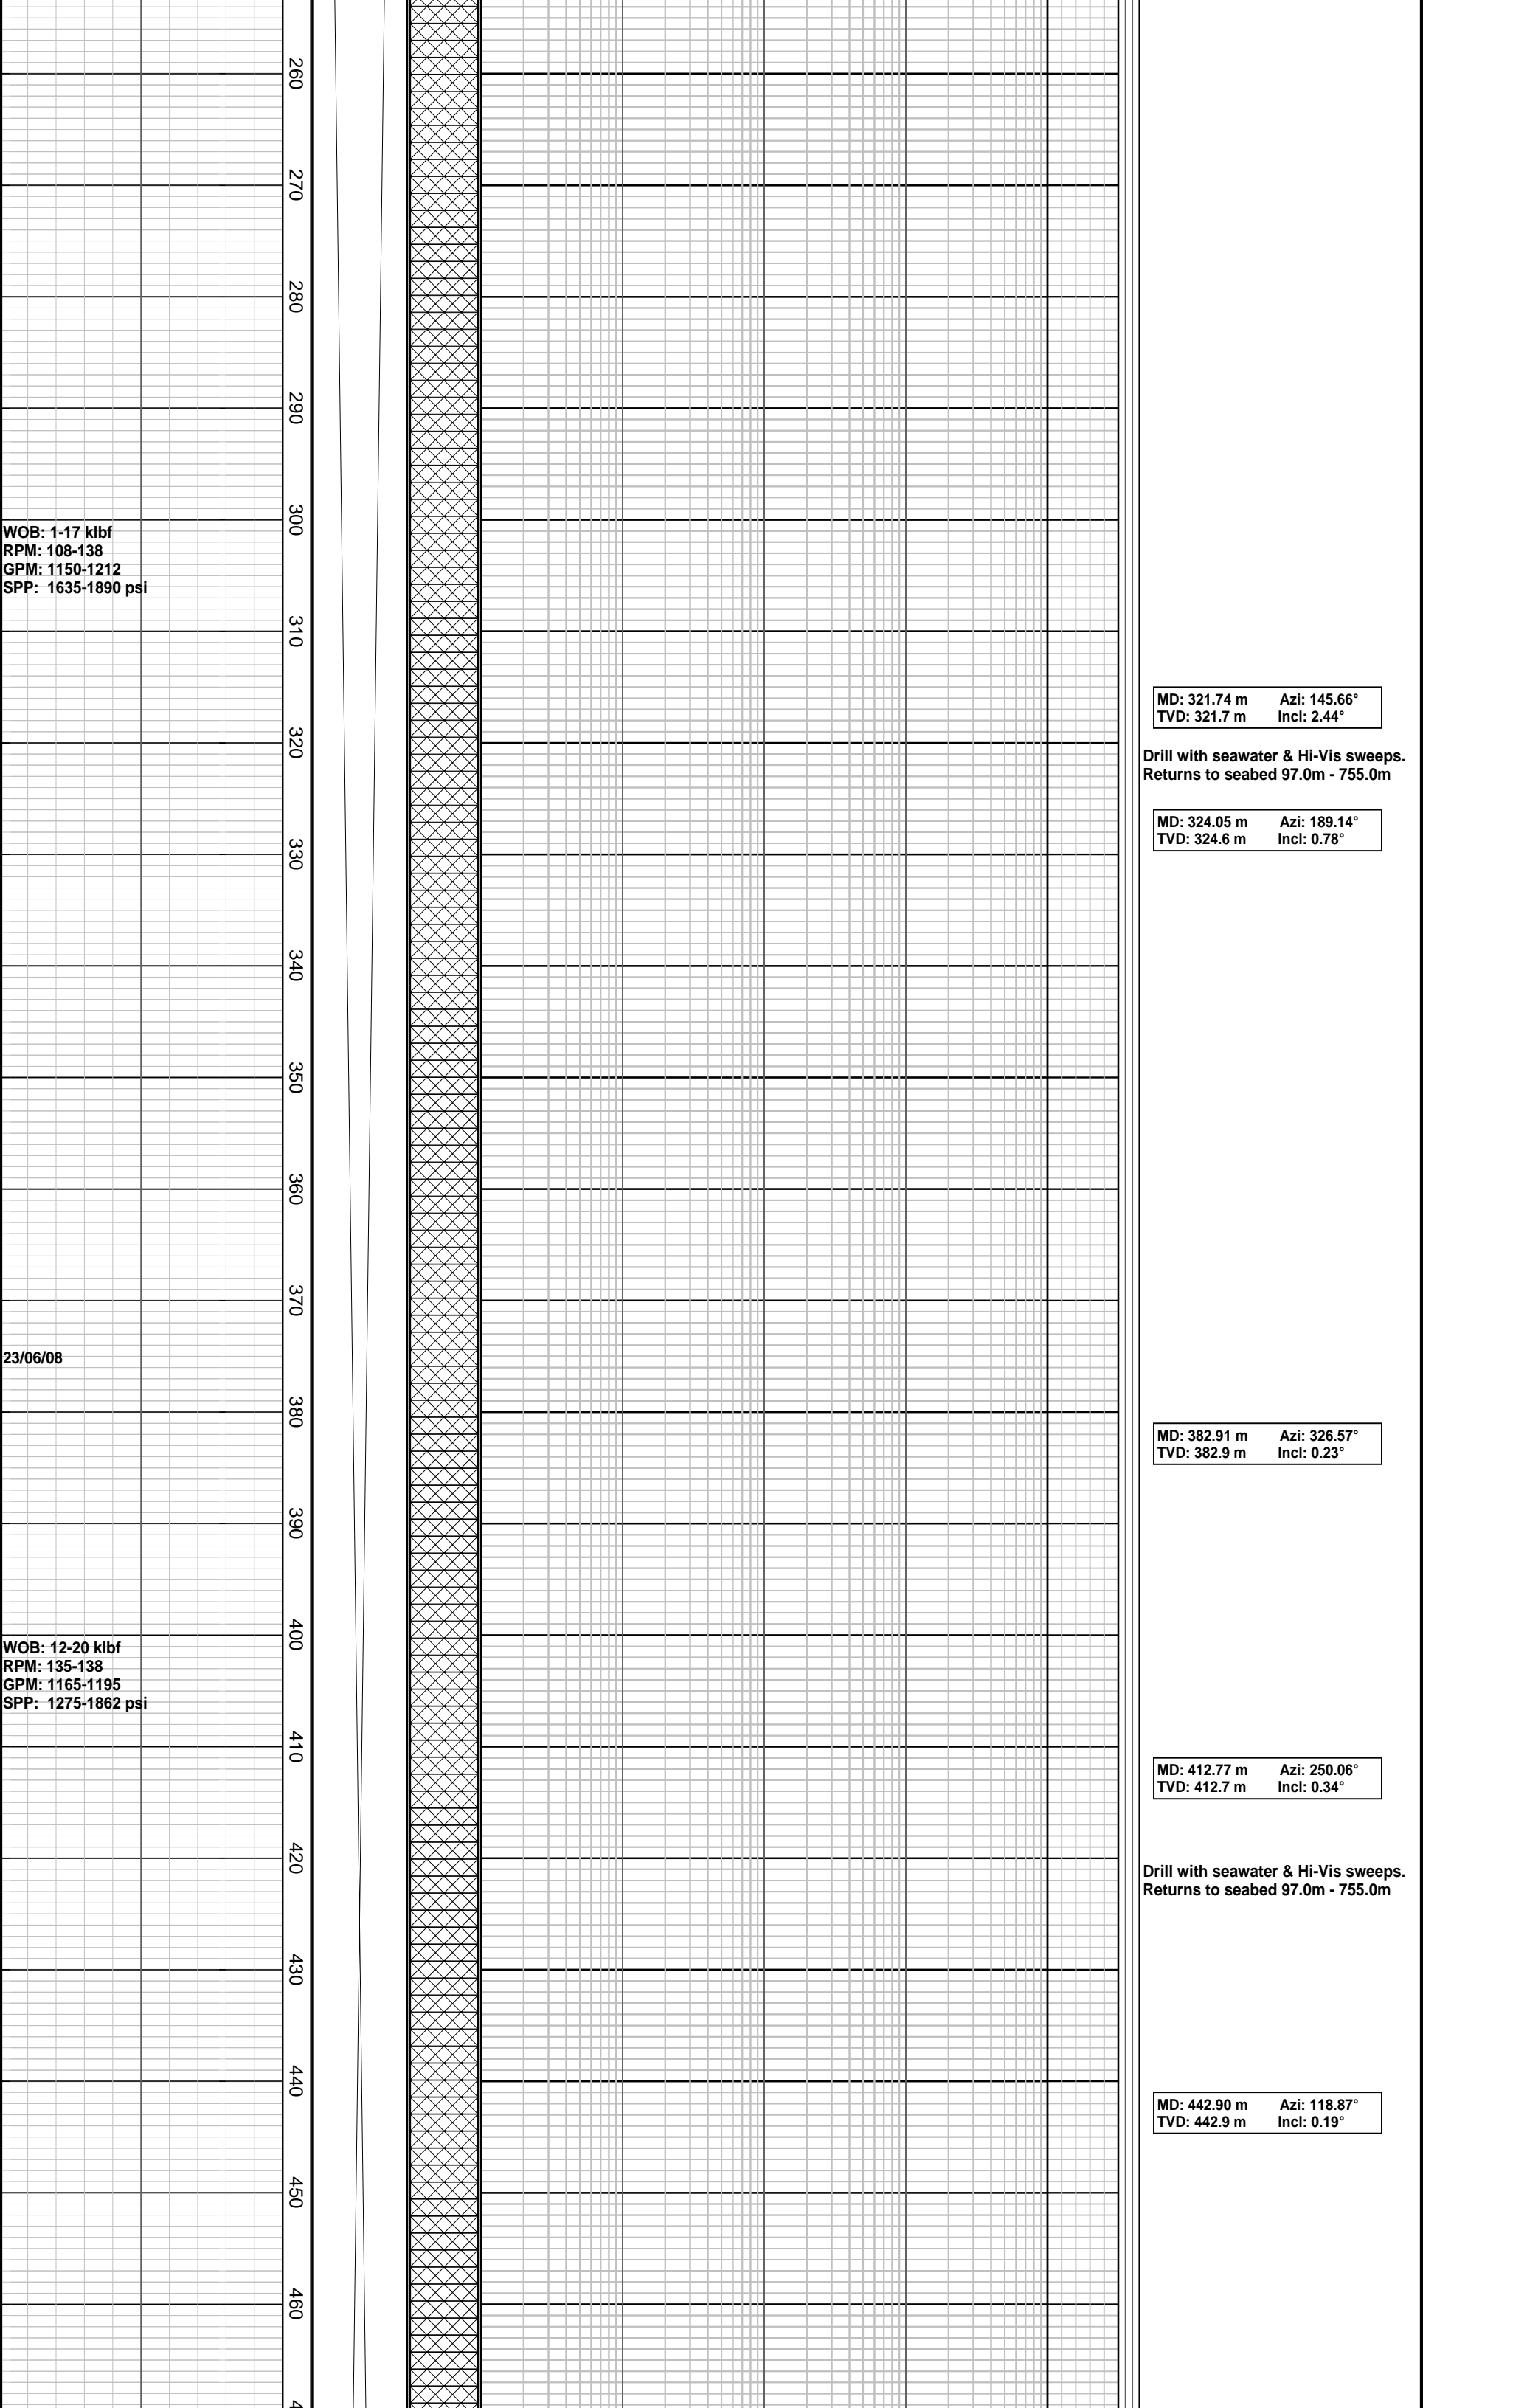 260
270
280
290
300
WOB: 1-17 klbf
RPM: 108-138
GPM: 1150-1212
SPP: 1635-1890 psi
310
MD: 321.74 m Azi: 145.66°
TVD: 321.7 m Incl: 2.44°
320
Drill with seawater & Hi-Vis sweeps.
Returns to seabed 97.0m - 755.0m
MD: 324.05 m Azi: 189.14°
TVD: 324.6 m Incl: 0.78°
330
340
350
360
370
23/06/08
380
MD: 382.91 m Azi: 326.57°
TVD: 382.9 m Incl: 0.23°
390
400
WOB: 12-20 klbf
RPM: 135-138
GPM: 1165-1195
SPP: 1275-1862 psi
410
MD: 412.77 m Azi: 250.06°
TVD: 412.7 m Incl: 0.34°
420
Drill with seawater & Hi-Vis sweeps.
Returns to seabed 97.0m - 755.0m
430
440
MD: 442.90 m Azi: 118.87°
TVD: 442.9 m Incl: 0.19°
450
460